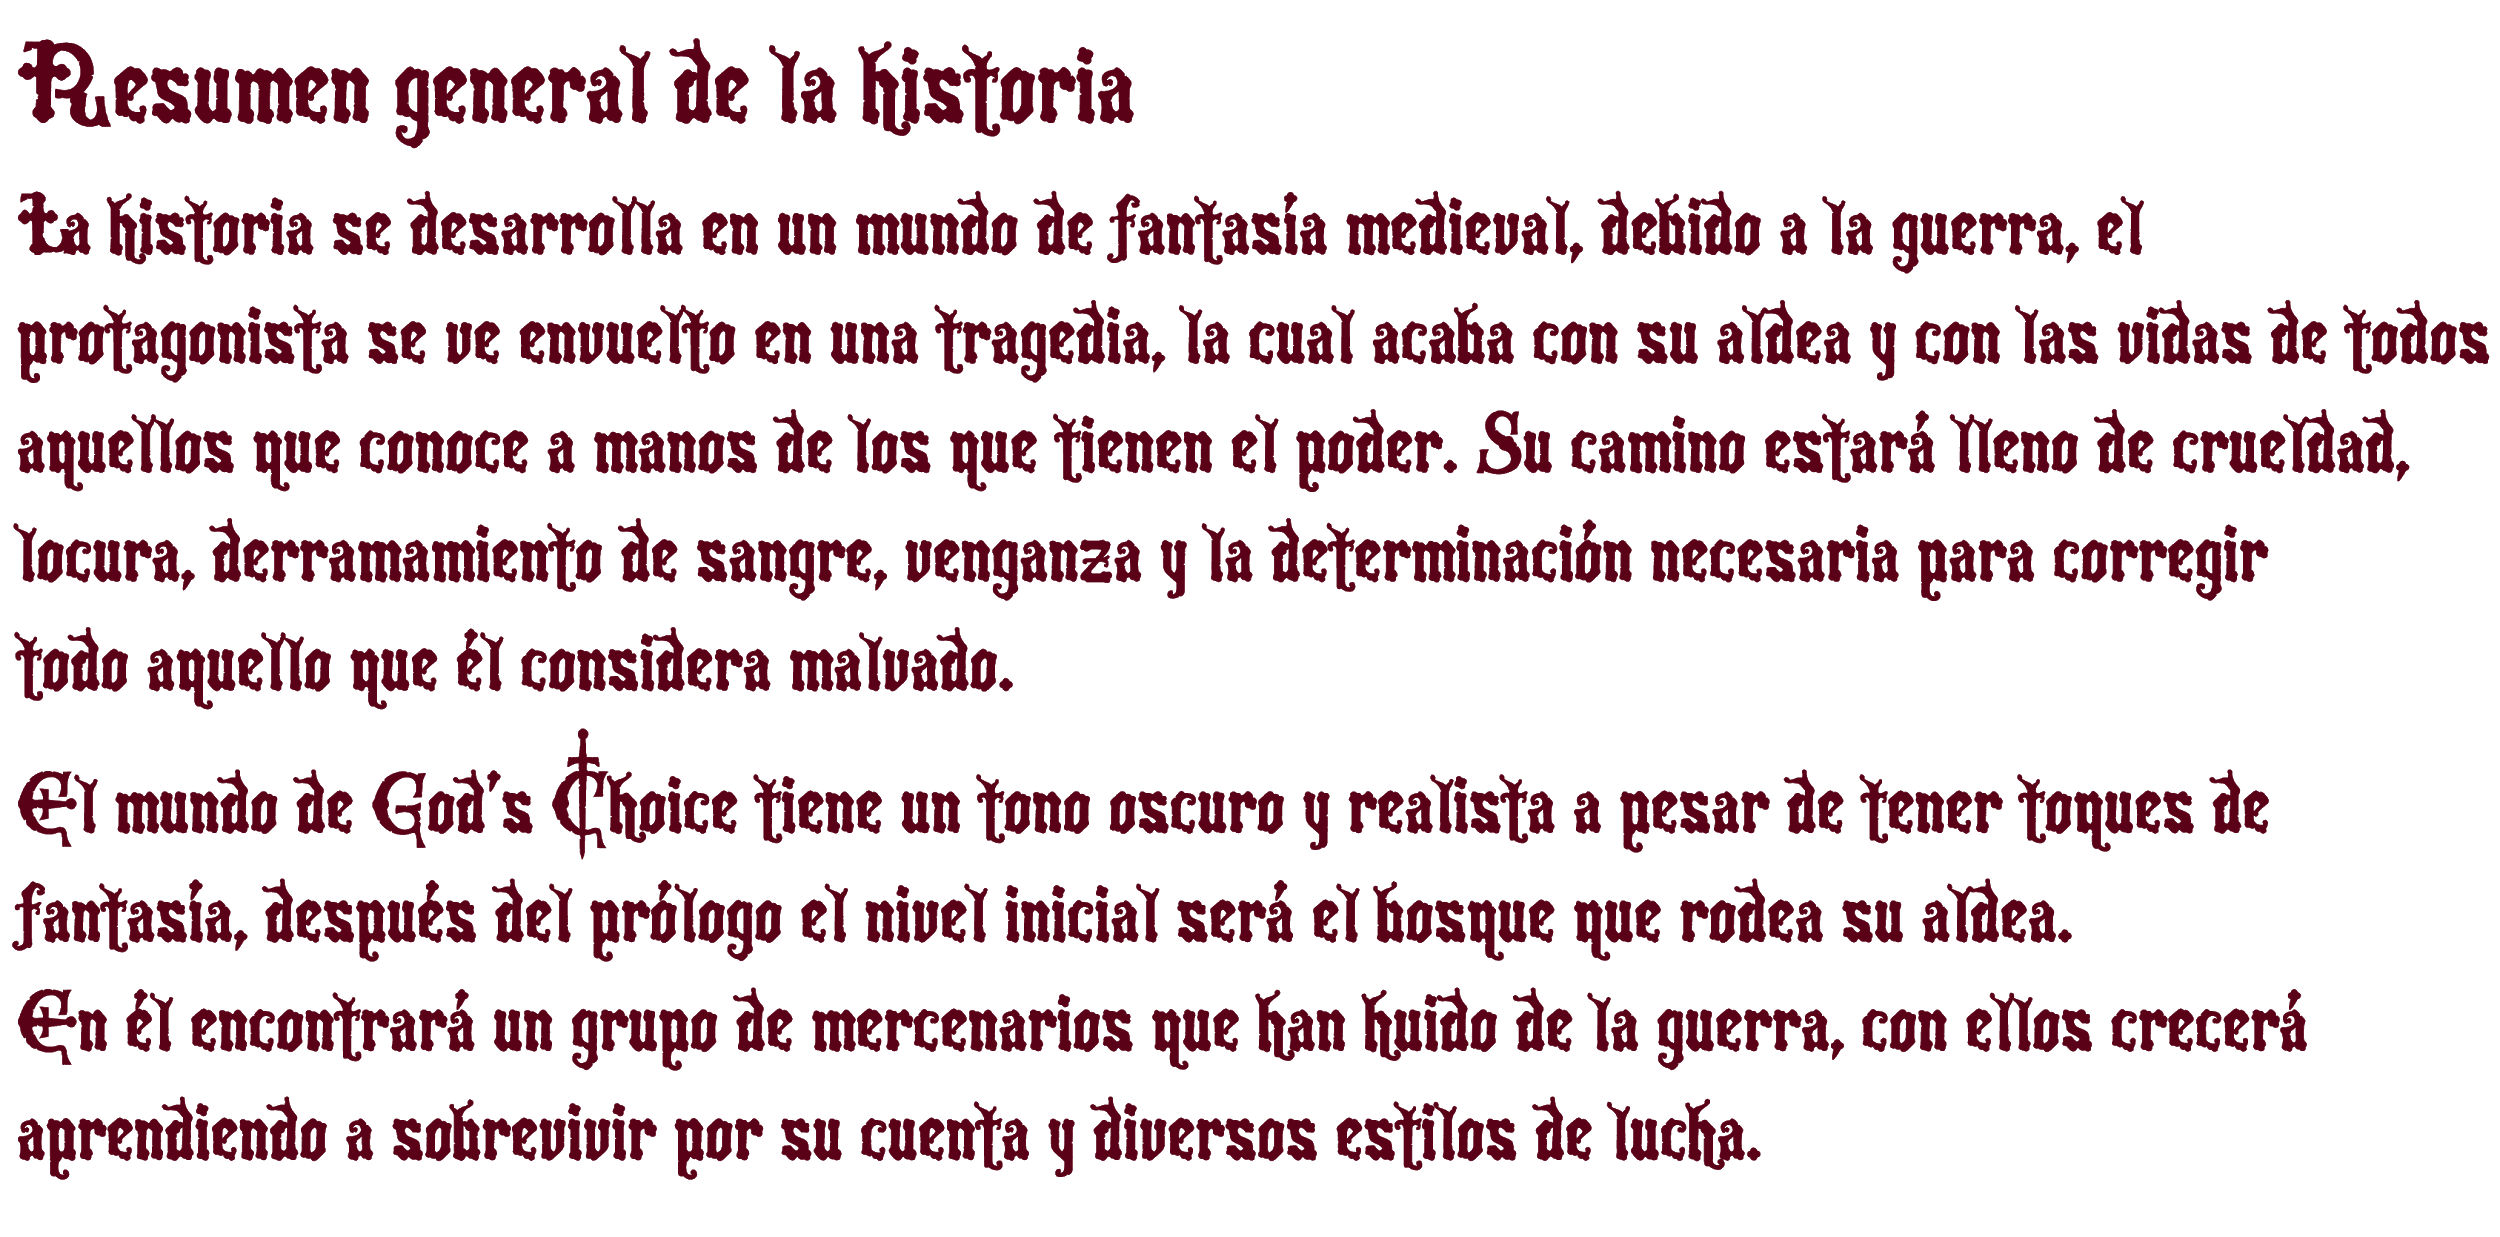 Resumen general de la historia
La historia se desarrolla en un mundo de fantasía medieval, debido a la guerra, el
protagonista se ve envuelto en una tragedia, la cual acaba con su aldea y con las vidas de todos
aquellos que conoce a manos de los que tienen el poder. Su camino estará lleno de crueldad,
locura, derramamiento de sangre, venganza y la determinación necesaria para corregir
todo aquello que él considera malvado.
El mundo de God's Choice tiene un tono oscuro y realista a pesar de tener toques de
fantasía, después del prólogo el nivel inicial será el bosque que rodea su aldea.
En él encontrará un grupo de mercenarios que han huido de la guerra, con ellos crecerá
aprendiendo a sobrevivir por su cuenta y diversos estilos de lucha.